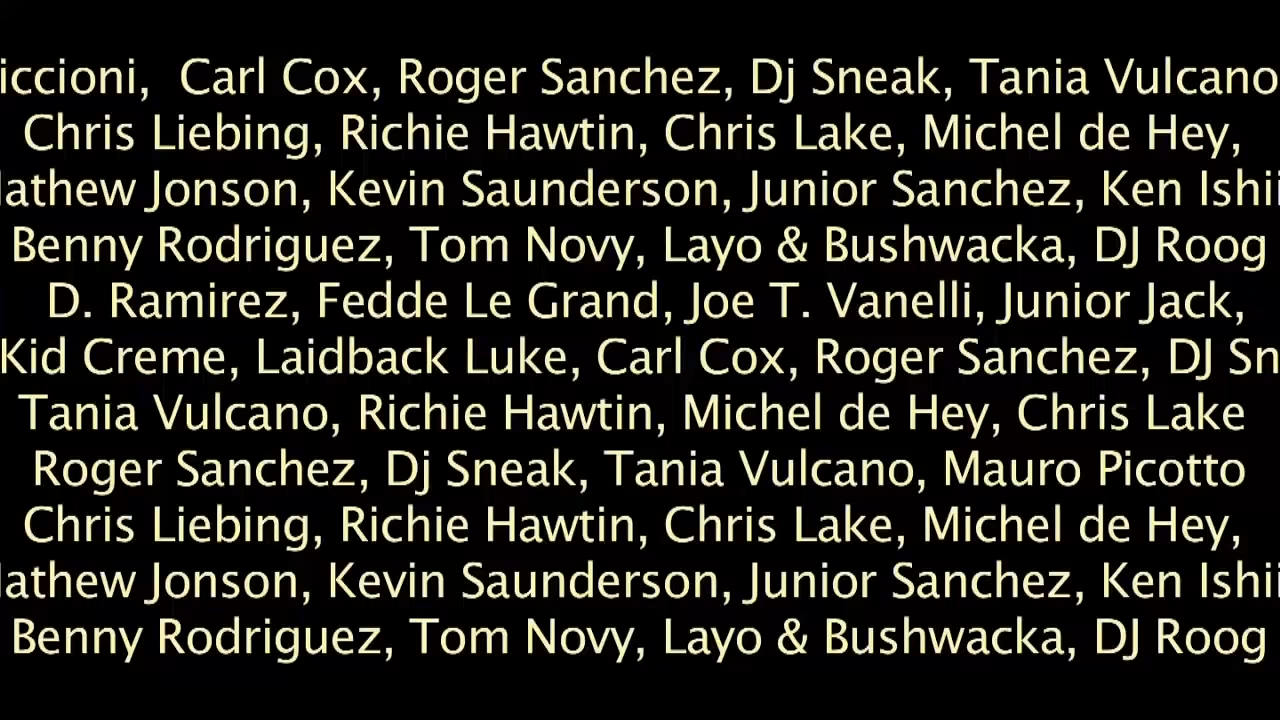 iccioni, Carl Cox, Roger Sanchez, Dj Sneak, Tania Vulcano
Chris Liebing, Richie Hawtin, Chris Lake, Michel de Hey,
athew Jonson, Kevin Saunderson, Junior Sanchez, Ken Ishii
Benny Rodriguez, Tom Novy, Layo & Bushwacka, DJ Roog
D. Ramirez, Fedde Le Grand, Joe T. Vanelli, Junior Jack,
Kid Creme, Laidback Luke, Carl Cox, Roger Sanchez, DJ Sn
Tania Vulcano, Richie Hawtin, Michel de Hey, Chris Lake
Roger Sanchez, Dj Sneak, Tania Vulcano, Mauro Picotto
Chris Liebing, Richie Hawtin, Chris Lake, Michel de Hey,
athew Jonson, Kevin Saunderson, Junior Sanchez, Ken Ishii
Benny Rodriguez, Tom Novy, Layo & Bushwacka, DJ Roog